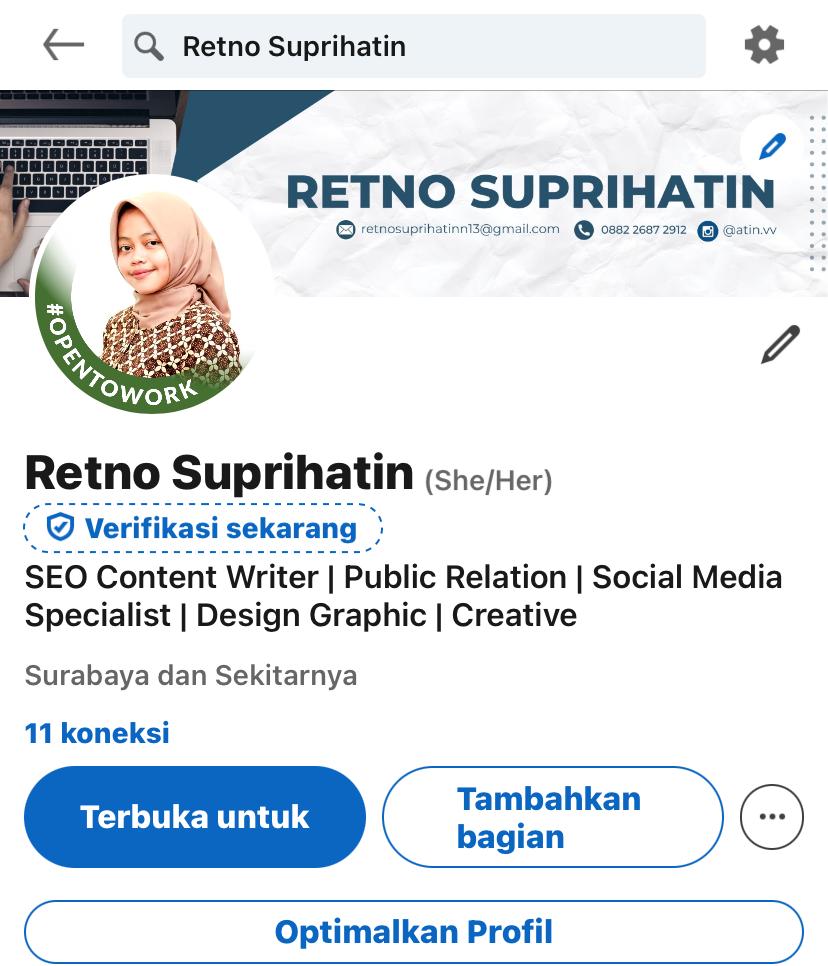 Retno Suprihatin
RETNO SUPRIHATIN
retnosuprihatinn13@gmail.com 0882 2687 2912 @atin.vv
#OPENTOWORK
Retno Suprihatin (She/Her)
Verifikasi sekarang
SEO Content Writer | Public Relation | Social Media
Specialist | Design Graphic | Creative
Surabaya dan Sekitarnya
11 koneksi
Terbuka untuk
Tambahkan
bagian
Optimalkan Profil